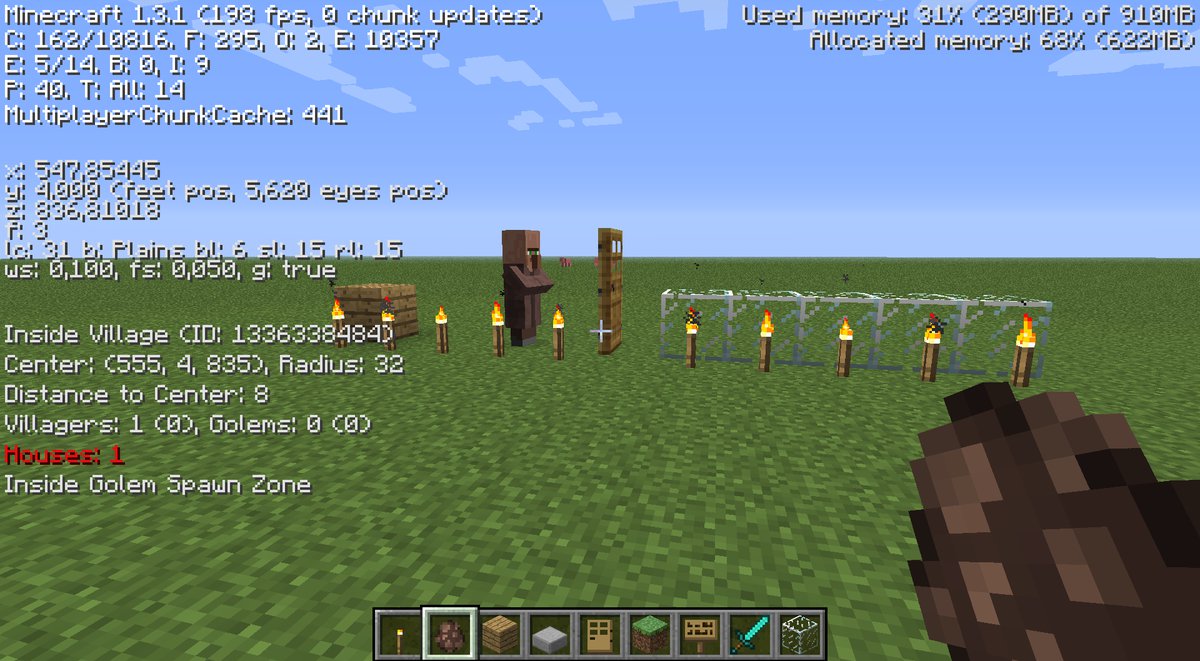 Minecraft 1.3.1 (198 fps, 0 chunk updates)
C: 162/10816. F: 295, O: 2, E: 10357
E: 5/14. B: 0, I: 9
P: 40. T: All: 14
MultiplayerChunkCache: 441
x: 547,85445
y: 4,000 (feet pos, 5,620 eyes pos)
z: 836,81018
f: 3
lc: 31 b: Plains bl: 6 sl: 15 rl: 15
ws: 0,100, fs: 0,050, g: true
Inside Village (ID: 1336338484)
Center: (555, 4, 835), Radius: 32
Distance to Center: 8
Villagers: 1 (0), Golems: 0 (0)
Houses: 1
Inside Golem Spawn Zone
Used memory: 31% (290MB) of 910MB
Allocated memory: 68% (622MB)